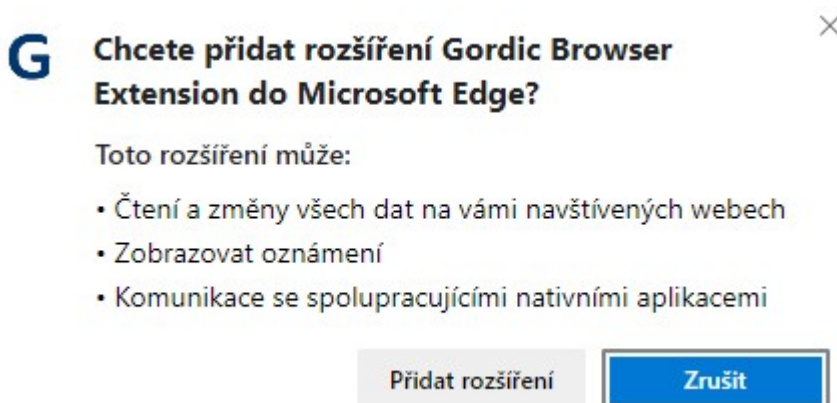 G
Chcete přidat rozšíření Gordic Browser
Extension do Microsoft Edge?
Toto rozšíření může:
• Čtení a změny všech dat na vámi navštívených webech
• Zobrazovat oznámení
• Komunikace se spolupracujícími nativními aplikacemi
Přidat rozšíření
Zrušit